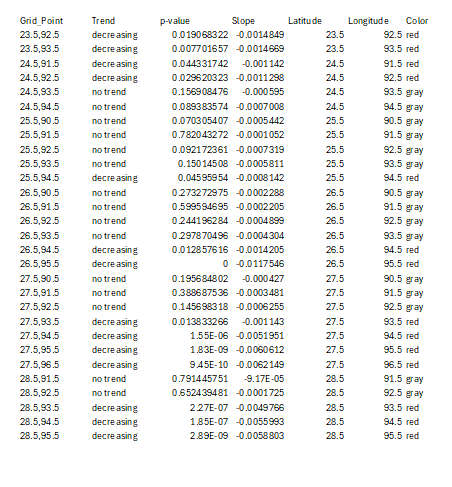 Grid_Point Trend p-value Slope Latitude Longitude Color
23.5,92.5 decreasing 0.019068322 -0.0014849 23.5 92.5 red
23.5,93.5 decreasing 0.007701657 -0.0014669 23.5 93.5 red
24.5,91.5 decreasing 0.044331742 -0.001142 24.5 91.5 red
24.5,92.5 decreasing 0.029620323 -0.0011298 24.5 92.5 red
24.5,93.5 no trend 0.156908476 -0.000595 24.5 93.5 gray
24.5,94.5 no trend 0.089383574 -0.0007008 24.5 94.5 gray
25.5,90.5 no trend 0.070305407 -0.0005442 25.5 90.5 gray
25.5,91.5 no trend 0.782043272 -0.0001052 25.5 91.5 gray
25.5,92.5 no trend 0.092172361 -0.0007319 25.5 92.5 gray
25.5,93.5 no trend 0.15014508 -0.0005811 25.5 93.5 gray
25.5,94.5 decreasing 0.04595954 -0.0008142 25.5 94.5 red
26.5,90.5 no trend 0.273272975 -0.0002288 26.5 90.5 gray
26.5,91.5 no trend 0.599594695 -0.0002205 26.5 91.5 gray
26.5,92.5 no trend 0.244196284 -0.0004899 26.5 92.5 gray
26.5,93.5 no trend 0.297870496 -0.0004304 26.5 93.5 gray
26.5,94.5 decreasing 0.012857616 -0.0014205 26.5 94.5 red
26.5,95.5 decreasing 0 -0.0117546 26.5 95.5 red
27.5,90.5 no trend 0.195684802 -0.000427 27.5 90.5 gray
27.5,91.5 no trend 0.388687536 -0.0003481 27.5 91.5 gray
27.5,92.5 no trend 0.145698318 -0.0006255 27.5 92.5 gray
27.5,93.5 decreasing 0.013833266 -0.001143 27.5 93.5 red
27.5,94.5 decreasing 1.55E-06 -0.0051951 27.5 94.5 red
27.5,95.5 decreasing 1.83E-09 -0.0060612 27.5 95.5 red
27.5,96.5 decreasing 9.45E-10 -0.0062149 27.5 96.5 red
28.5,91.5 no trend 0.791445751 -9.17E-05 28.5 91.5 gray
28.5,92.5 no trend 0.652439481 -0.0001725 28.5 92.5 gray
28.5,93.5 decreasing 2.27E-07 -0.0049766 28.5 93.5 red
28.5,94.5 decreasing 1.85E-07 -0.0055993 28.5 94.5 red
28.5,95.5 decreasing 2.89E-09 -0.0058803 28.5 95.5 red